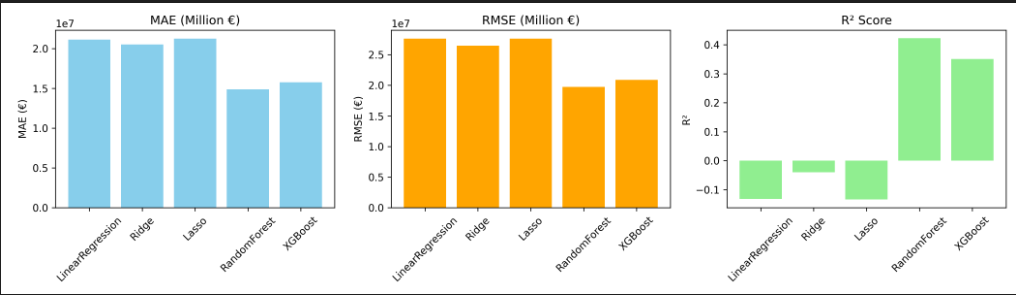 MAE (Million €)
1e7
MAE (€)
2.0
1.5
1.0
0.5
0.0
LinearRegression
Ridge
Lasso
RandomForest
XGBoost
RMSE (Million €)
1e7
RMSE (€)
2.5
2.0
1.5
1.0
0.5
0.0
LinearRegression
Ridge
Lasso
RandomForest
XGBoost
R² Score
R²
0.4
0.3
0.2
0.1
0.0
−0.1
LinearRegression
Ridge
Lasso
RandomForest
XGBoost